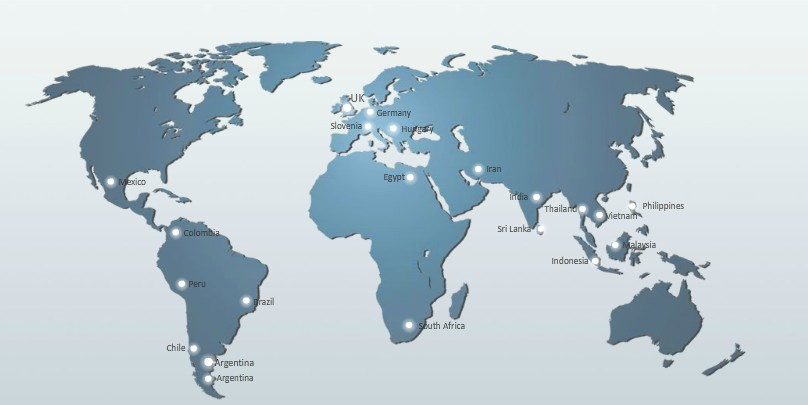 UK
Germany
Slovenia
Hungary
Iran
Egypt
Mexico
India
Thailand
Philippines
Vietnam
Sri Lanka
Colombia
Malaysia
Indonesia
Peru
Brazil
South Africa
Chile
Argentina
Argentina